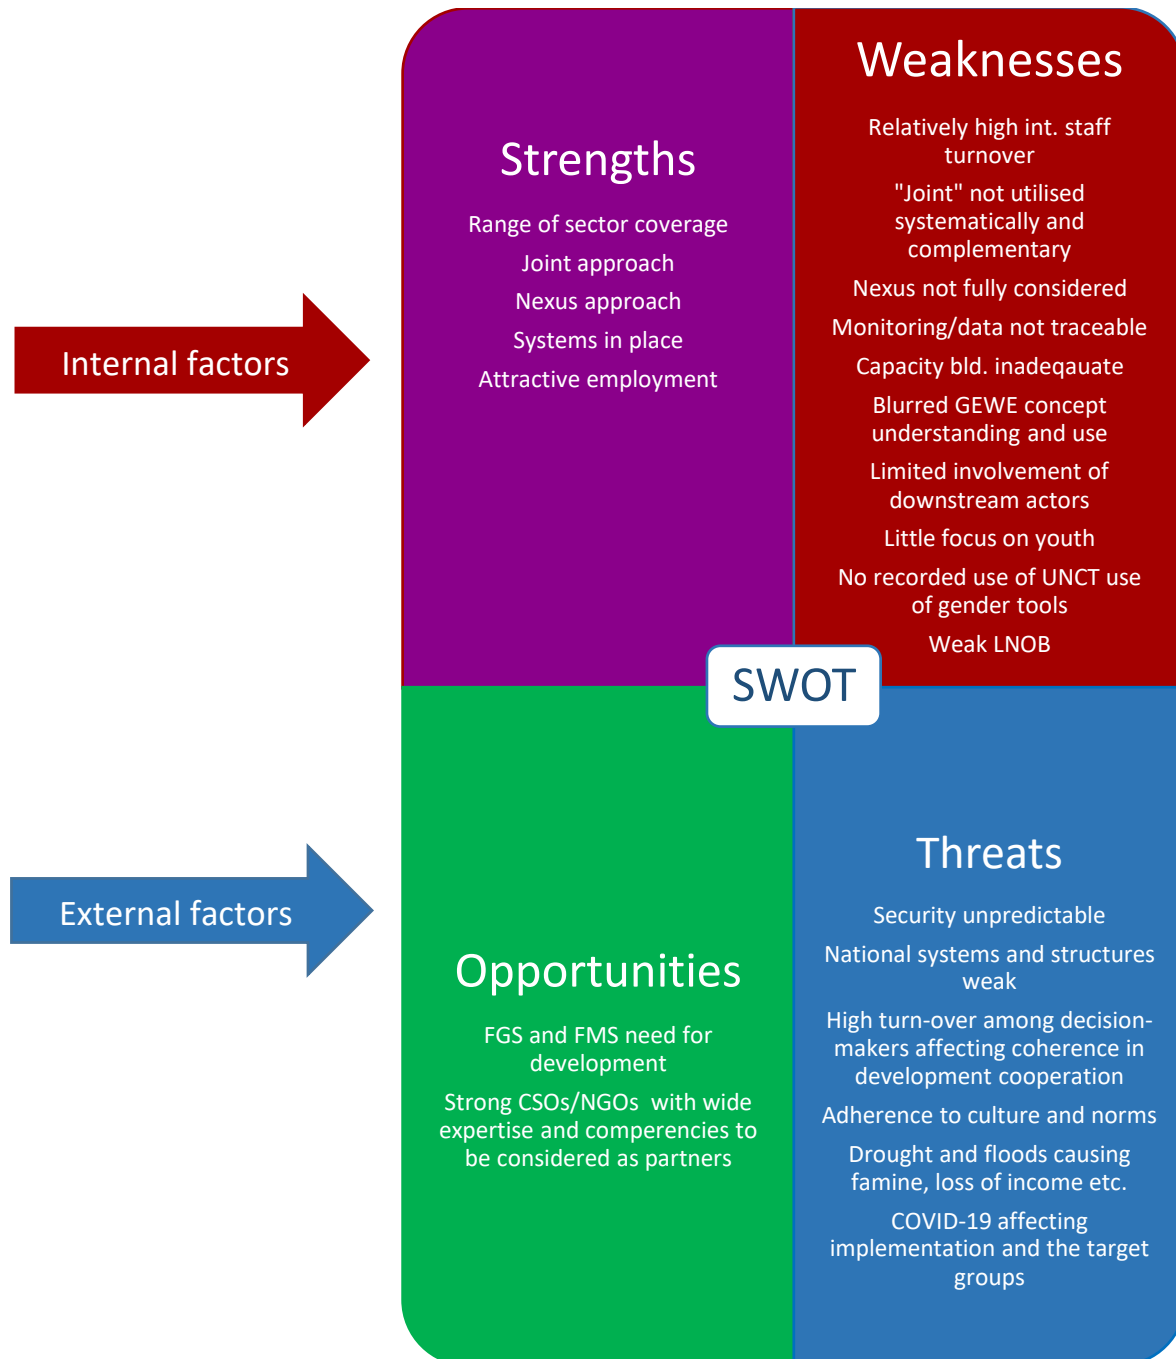 Strengths
Range of sector coverage
Joint approach
Nexus approach
Systems in place
Attractive employment
Weaknesses
Relatively high int. staff
turnover
"Joint" not utilised
systematically and
complementary
Nexus not fully considered
Monitoring/data not traceable
Capacity bld. inadeqauate
Blurred GEWE concept
understanding and use
Limited involvement of
downstream actors
Little focus on youth
No recorded use of UNCT use
of gender tools
Weak LNOB
Internal factors
SWOT
External factors
Opportunities
FGS and FMS need for
development
Strong CSOs/NGOs  with wide
expertise and comperencies to
be considered as partners
Threats
Security unpredictable
National systems and structures
weak
High turn-over among decision-
makers affecting coherence in
development cooperation
Adherence to culture and norms
Drought and floods causing
famine, loss of income etc.
COVID-19 affecting
implementation and the target
groups